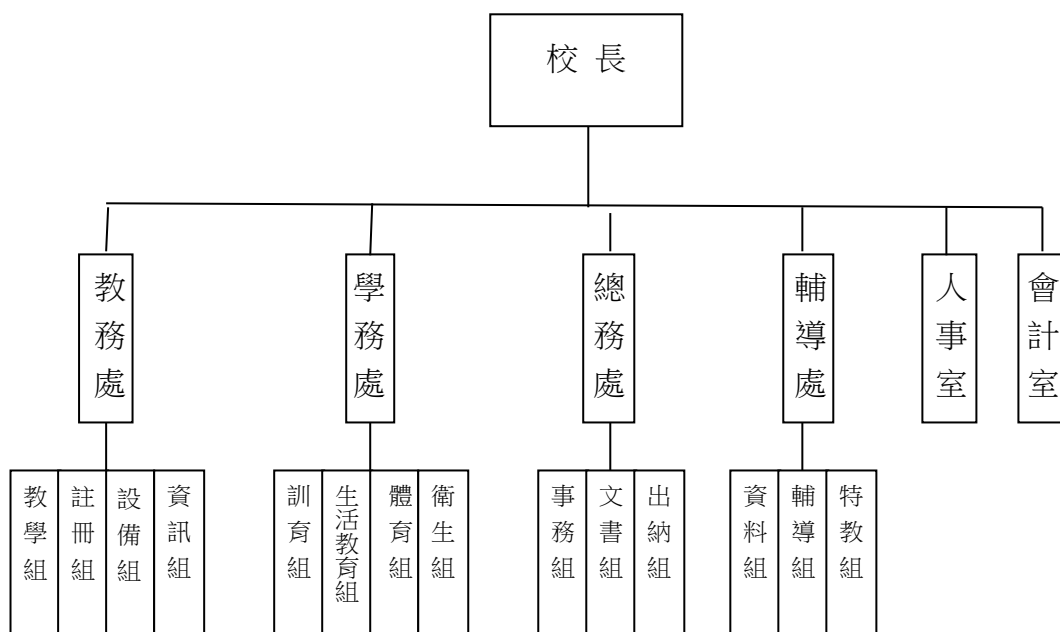 校 長
教務處
學務處
總務處
輔導處
人事室
會計室
教學組
註冊組
設備組
資訊組
訓育組
生活教育組
體育組
衛生組
事務組
文書組
出納組
資料組
輔導組
特教組